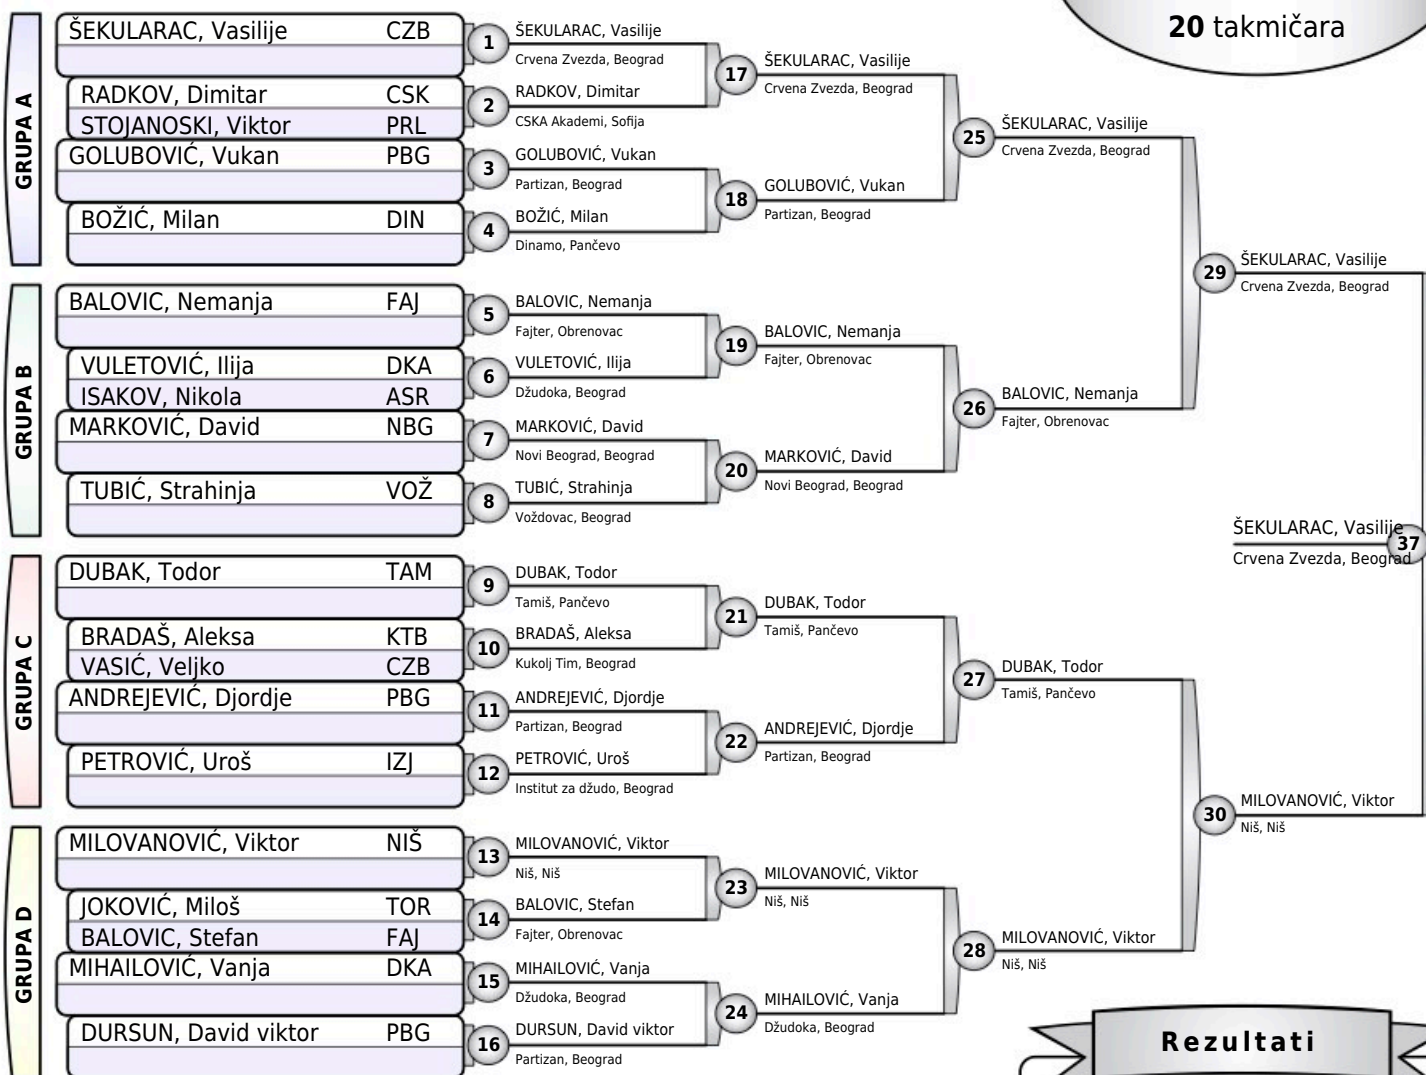 20 takmičara
GRUPA A
ŠEKULARAC, Vasilije CZB
RADKOV, Dimitar CSK
STOJANOSKI, Viktor PRL
GOLUBOVIĆ, Vukan PBG
BOŽIĆ, Milan DIN
GRUPA B
BALOVIC, Nemanja FAJ
VULETOVIĆ, Ilija DKA
ISAKOV, Nikola ASR
MARKOVIĆ, David NBG
TUBIĆ, Strahinja VOŽ
GRUPA C
DUBAK, Todor TAM
BRADAŠ, Aleksa KTB
VASIĆ, Veljko CZB
ANDREJEVIĆ, Djordje PBG
PETROVIĆ, Uroš IZJ
GRUPA D
MILOVANOVIĆ, Viktor NIŠ
JOKOVIĆ, Miloš TOR
BALOVIC, Stefan FAJ
MIHAILOVIĆ, Vanja DKA
DURSUN, David viktor PBG
1 ŠEKULARAC, Vasilije
Crvena Zvezda, Beograd
2 RADKOV, Dimitar
CSKA Akademi, Sofija
3 GOLUBOVIĆ, Vukan
Partizan, Beograd
4 BOŽIĆ, Milan
Dinamo, Pančevo
5 BALOVIC, Nemanja
Fajter, Obrenovac
6 VULETOVIĆ, Ilija
Džudoka, Beograd
7 MARKOVIĆ, David
Novi Beograd, Beograd
8 TUBIĆ, Strahinja
Voždovac, Beograd
9 DUBAK, Todor
Tamiš, Pančevo
10 BRADAŠ, Aleksa
Kukolj Tim, Beograd
11 ANDREJEVIĆ, Djordje
Partizan, Beograd
12 PETROVIĆ, Uroš
Institut za džudo, Beograd
13 MILOVANOVIĆ, Viktor
Niš, Niš
14 BALOVIC, Stefan
Fajter, Obrenovac
15 MIHAILOVIĆ, Vanja
Džudoka, Beograd
16 DURSUN, David viktor
Partizan, Beograd
17 ŠEKULARAC, Vasilije
Crvena Zvezda, Beograd
18 GOLUBOVIĆ, Vukan
Partizan, Beograd
19 BALOVIC, Nemanja
Fajter, Obrenovac
20 MARKOVIĆ, David
Novi Beograd, Beograd
21 DUBAK, Todor
Tamiš, Pančevo
22 ANDREJEVIĆ, Djordje
Partizan, Beograd
23 MILOVANOVIĆ, Viktor
Niš, Niš
24 MIHAILOVIĆ, Vanja
Džudoka, Beograd
25 ŠEKULARAC, Vasilije
Crvena Zvezda, Beograd
26 BALOVIC, Nemanja
Fajter, Obrenovac
27 DUBAK, Todor
Tamiš, Pančevo
28 MILOVANOVIĆ, Viktor
Niš, Niš
29 ŠEKULARAC, Vasilije
Crvena Zvezda, Beograd
30 MILOVANOVIĆ, Viktor
Niš, Niš
ŠEKULARAC, Vasilije
37
Crvena Zvezda, Beograd
Rezultati